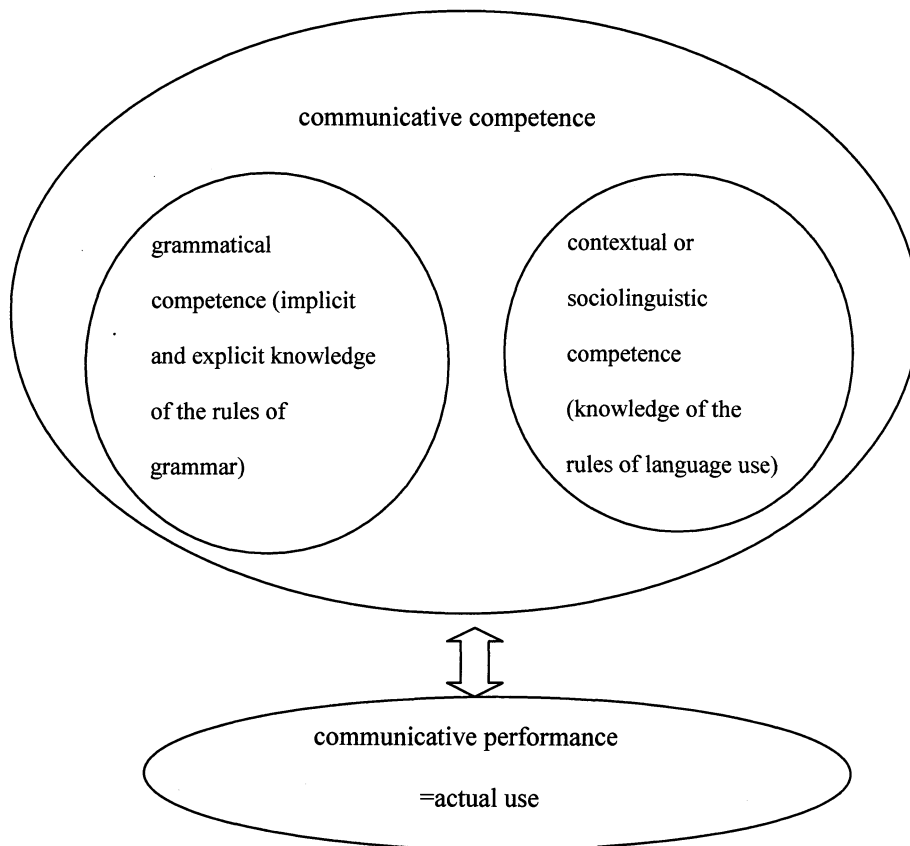 communicative competence
grammatical
competence (implicit
and explicit knowledge
of the rules of
grammar)
contextual or
sociolinguistic
competence
(knowledge of the
rules of language use)
communicative performance
=actual use